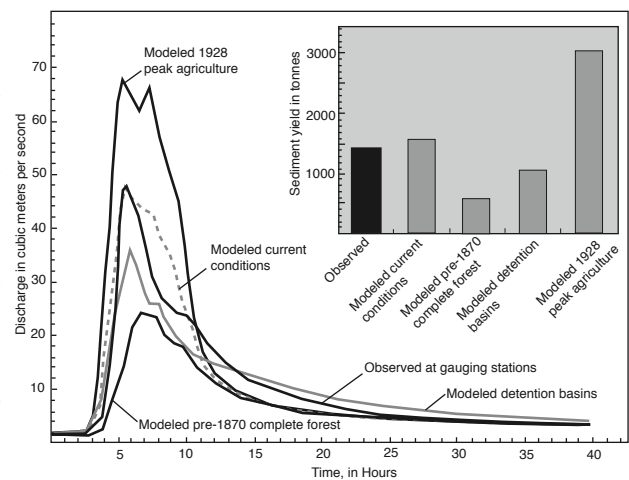 Discharge in cubic meters per second
70
60
50
40
30
20
10
Modeled 1928
peak agriculture
Modeled current
conditions
Observed at gauging stations
Modeled detention basins
Modeled pre-1870 complete forest
5
10
15
20
25
30
35
40
Time, in Hours
Sediment yield in tonnes
3000
2000
1000
Observed
Modeled current
conditions
Modeled pre-1870
complete forest
Modeled detention
basins
Modeled 1928
peak agriculture